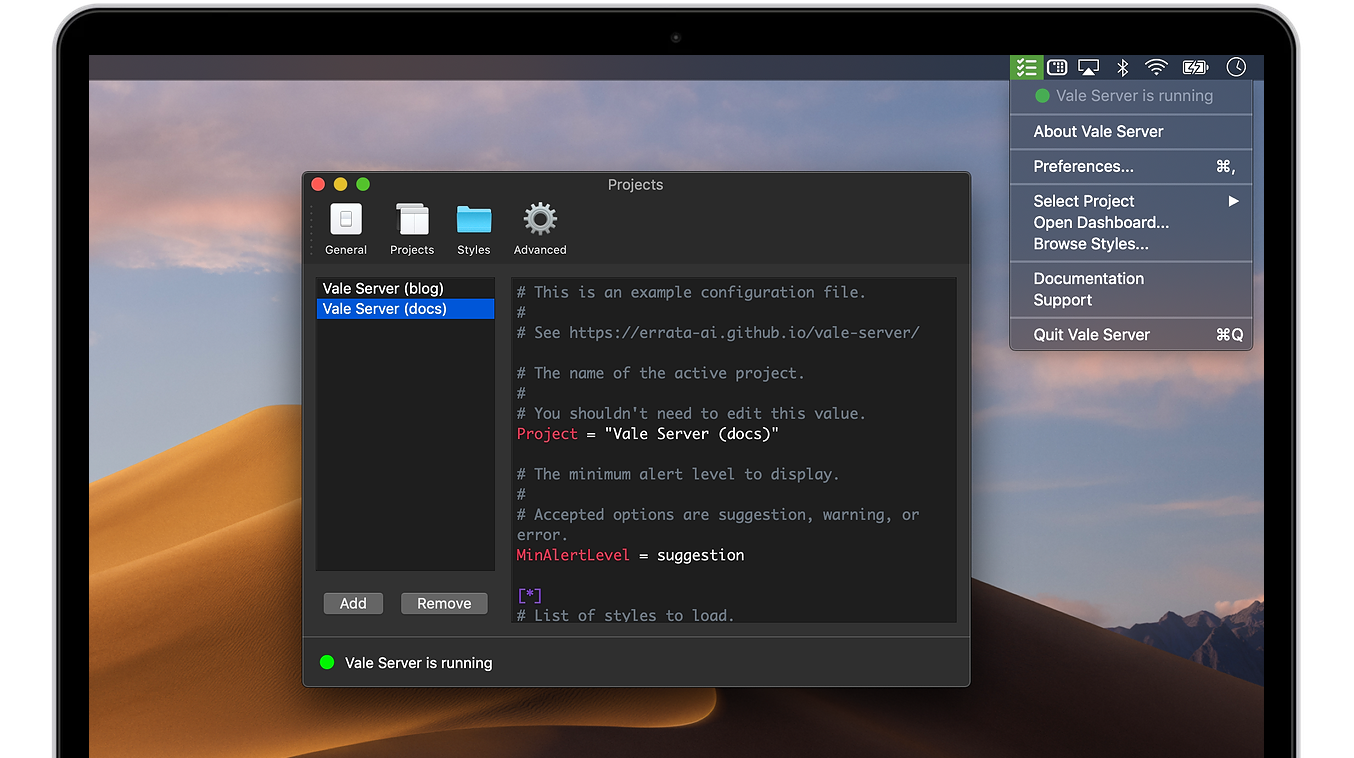 Vale Server is running
About Vale Server
Preferences... ⌘,
Select Project ▶
Open Dashboard...
Browse Styles...
Documentation
Support
Quit Vale Server ⌘Q
Projects
General Projects Styles Advanced
Vale Server (blog)
Vale Server (docs)
# This is an example configuration file.
#
# See https://errata-ai.github.io/vale-server/
# The name of the active project.
#
# You shouldn't need to edit this value.
Project = "Vale Server (docs)"
# The minimum alert level to display.
#
# Accepted options are suggestion, warning, or
error.
MinAlertLevel = suggestion
[*]
# List of styles to load.
Add Remove
Vale Server is running